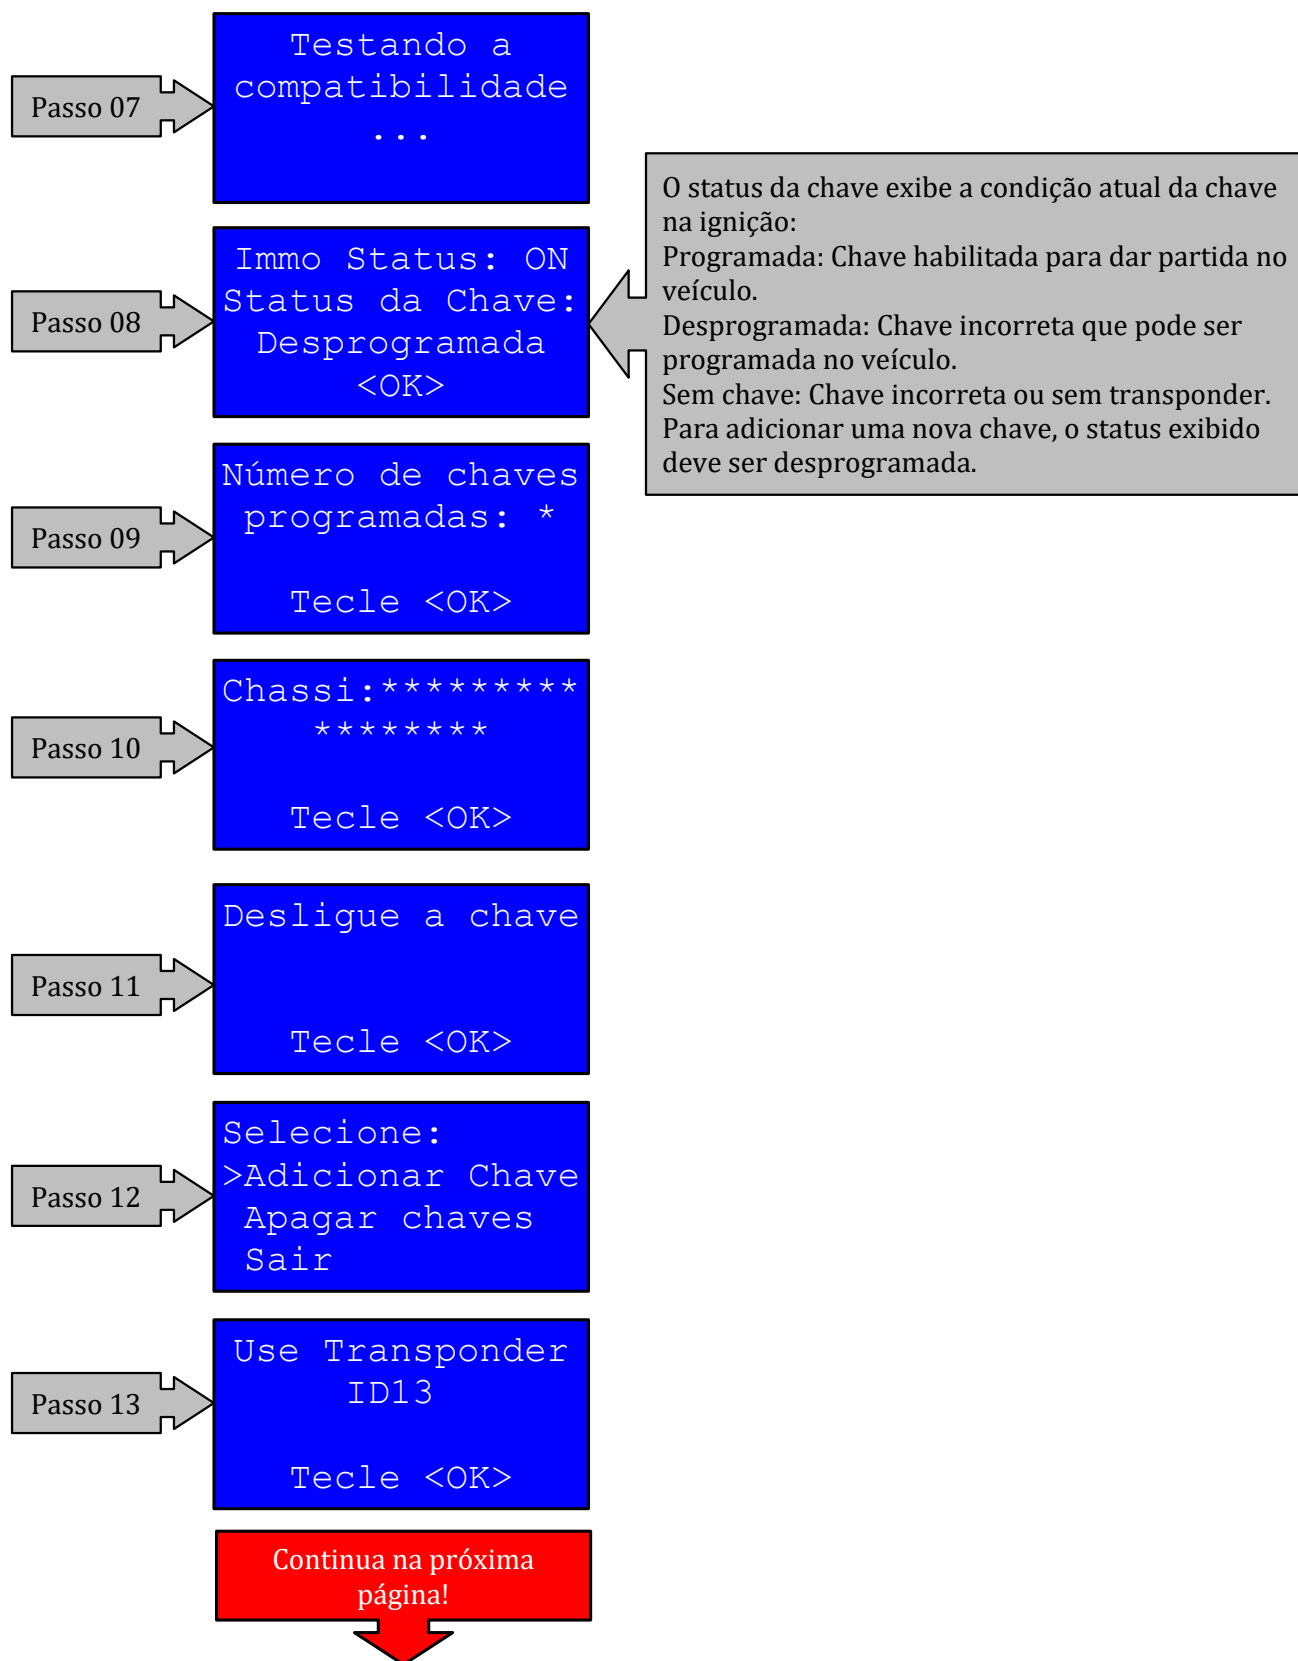 Passo 07
Testando a
compatibilidade
...
Passo 08
Immo Status: ON
Status da Chave:
Desprogramada
<OK>
O status da chave exibe a condição atual da chave
na ignição:
Programada: Chave habilitada para dar partida no
veículo.
Desprogramada: Chave incorreta que pode ser
programada no veículo.
Sem chave: Chave incorreta ou sem transponder.
Para adicionar uma nova chave, o status exibido
deve ser desprogramada.
Passo 09
Número de chaves
programadas: *
Tecle <OK>
Passo 10
Chassi:*********
********
Tecle <OK>
Passo 11
Desligue a chave
Tecle <OK>
Passo 12
Selecione:
>Adicionar Chave
Apagar chaves
Sair
Passo 13
Use Transponder
ID13
Tecle <OK>
Continua na próxima
página!